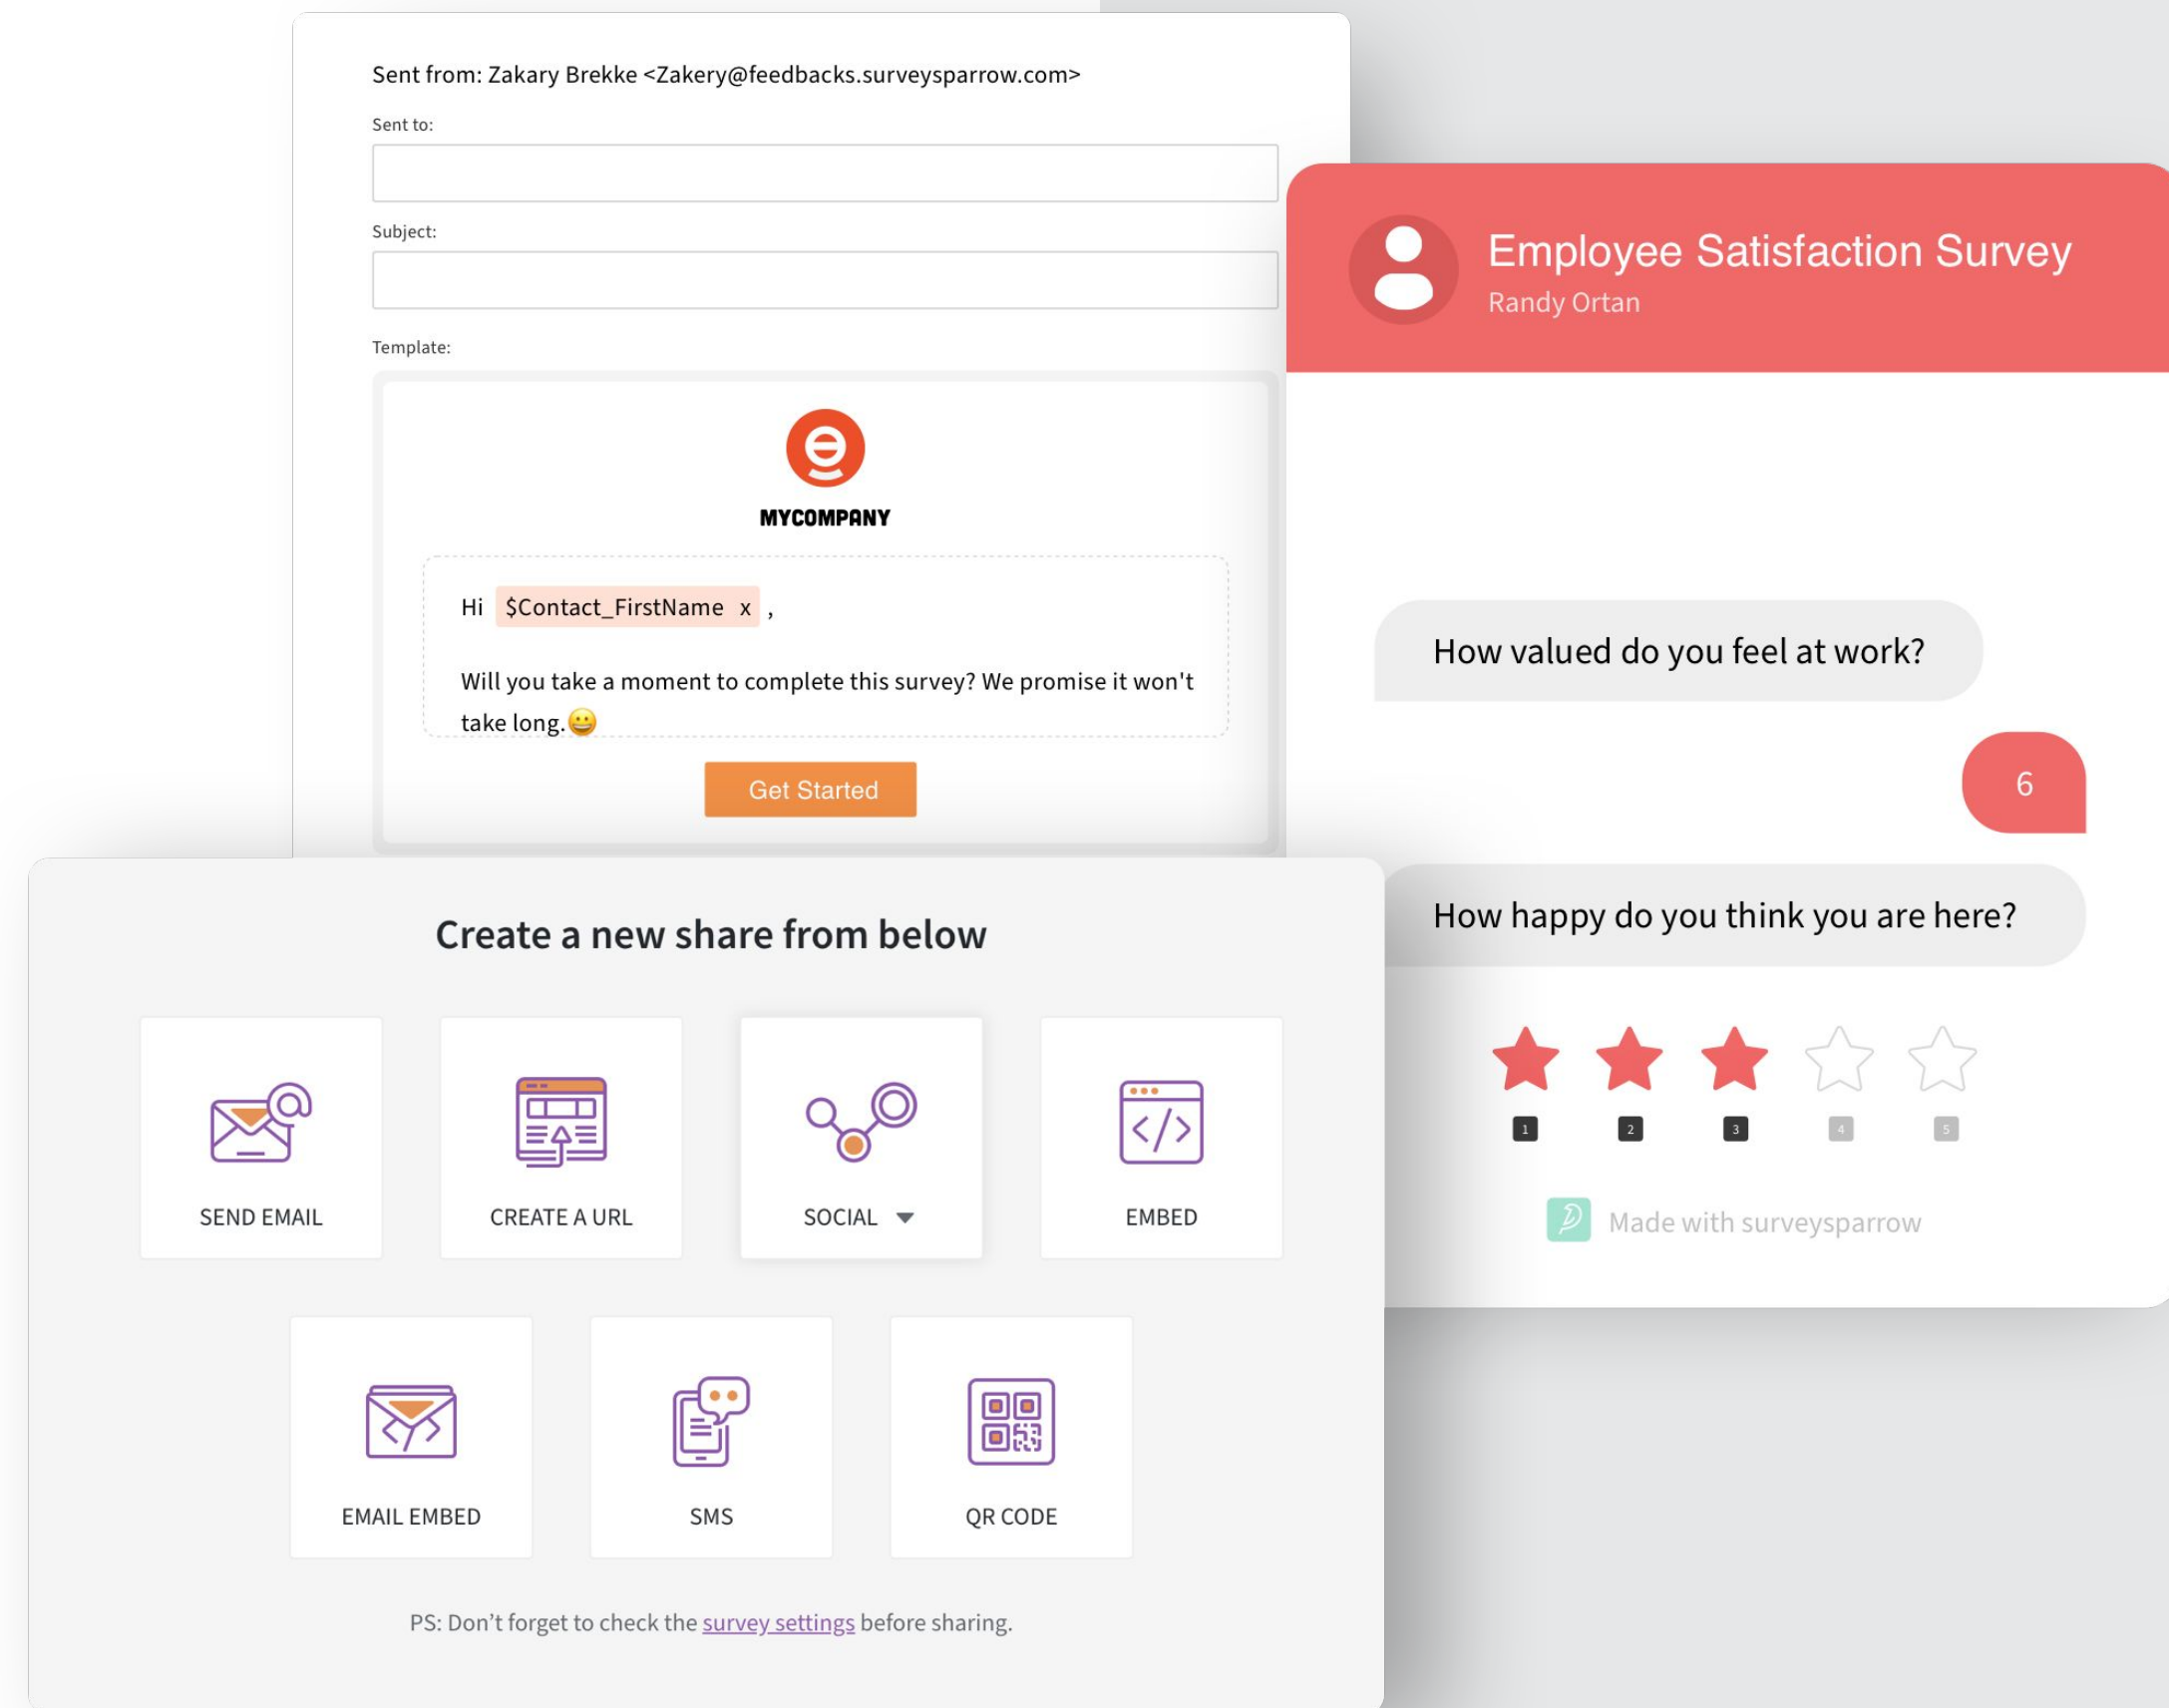 Sent from: Zakary Brekke <Zakery@feedbacks.surveysparrow.com>
Sent to:
Subject:
Template:
MYCOMPANY
Hi $Contact_FirstName x ,
Will you take a moment to complete this survey? We promise it won't
take long.😀
Get Started
Employee Satisfaction Survey
Randy Ortan
How valued do you feel at work?
6
How happy do you think you are here?
1 2 3 4 5
Made with surveysparrow
Create a new share from below
SEND EMAIL
CREATE A URL
SOCIAL
EMBED
EMAIL EMBED
SMS
QR CODE
PS: Don’t forget to check the survey settings before sharing.